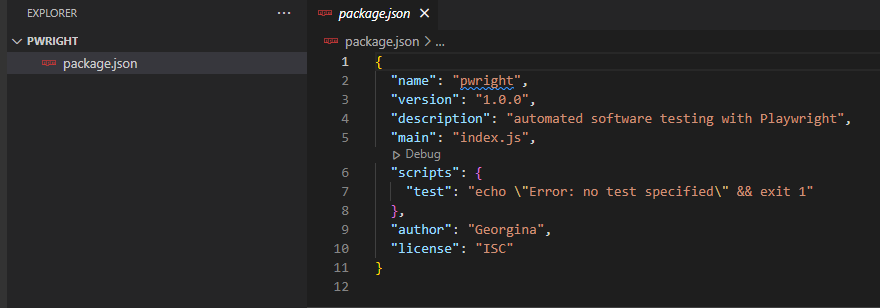 EXPLORER
...
PWRIGHT
package.json
package.json
package.json > ...
1 {
2 "name": "pwright",
3 "version": "1.0.0",
4 "description": "automated software testing with Playwright",
5 "main": "index.js",
Debug
6 "scripts": {
7 "test": "echo \"Error: no test specified\" && exit 1"
8 },
9 "author": "Georgina",
10 "license": "ISC"
11 }
12